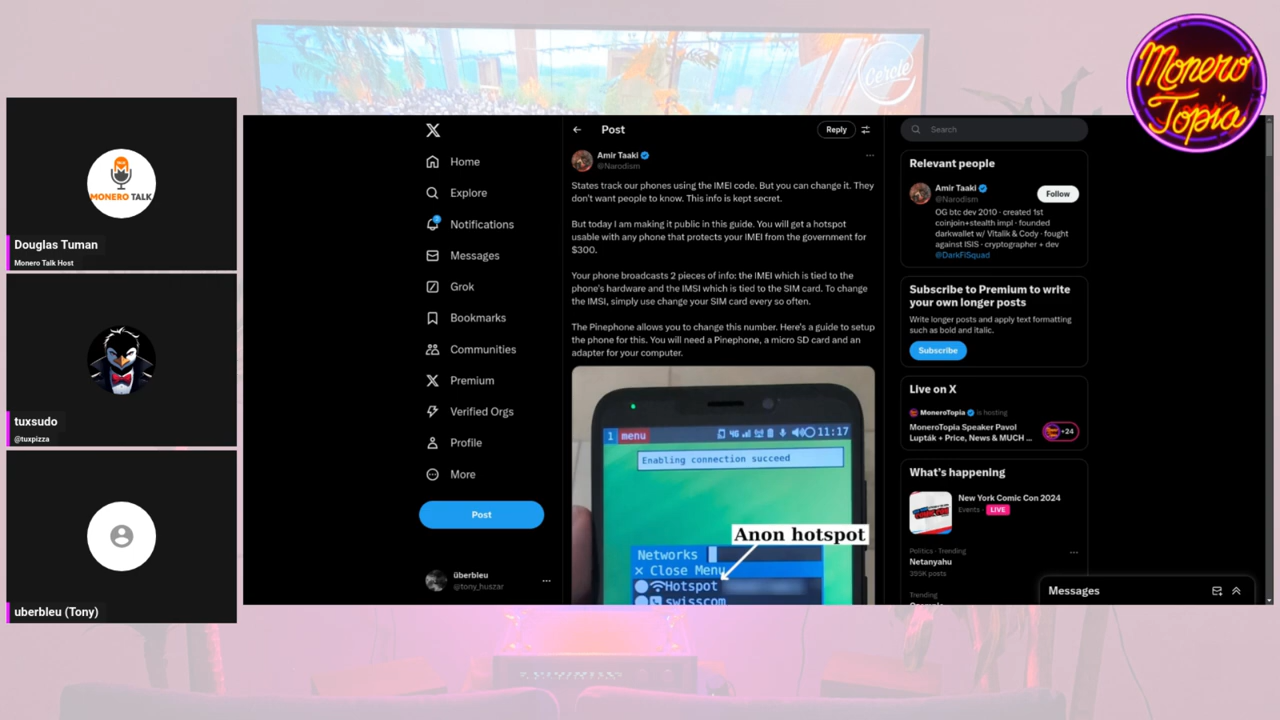 Cercle
Monero
Topia
MONERO TALK
Douglas Tuman
Monero Talk Host
tuxsudo
@tuxpizza
uberbleu (Tony)
Home
Explore
Notifications
Messages
Grok
Bookmarks
Communities
Premium
Verified Orgs
Profile
More
Post
überbleu
@tony_huszar
Post
Reply
Amir Taaki
@Narodism
States track our phones using the IMEI code. But you can change it. They
don't want people to know. This info is kept secret.
But today I am making it public in this guide. You will get a hotspot
usable with any phone that protects your IMEI from the government for
$300.
Your phone broadcasts 2 pieces of info: the IMEI which is tied to the
phone's hardware and the IMSI which is tied to the SIM card. To change
the IMSI, simply use change your SIM card every so often.
The Pinephone allows you to change this number. Here's a guide to setup
the phone for this. You will need a Pinephone, a micro SD card and an
adapter for your computer.
1 menu 4G 11:17
Enabling connection succeed
Anon hotspot
Networks
× Close Menu
Hotspot
swisscom
Search
Relevant people
Amir Taaki
@Narodism
Follow
OG btc dev 2010 · created 1st
coinjoin+stealth impl · founded
darkwallet w/ Vitalik & Cody · fought
against ISIS · cryptographer + dev
@DarkFiSquad
Subscribe to Premium to write
your own longer posts
Write longer posts and apply text formatting
such as bold and italic.
Subscribe
Live on X
MoneroTopia is hosting
MoneroTopia Speaker Pavol
Lupták + Price, News & MUCH ...
+24
What's happening
New York Comic Con 2024
Events · LIVE
Politics · Trending
Netanyahu
355K posts
Trending
Messages